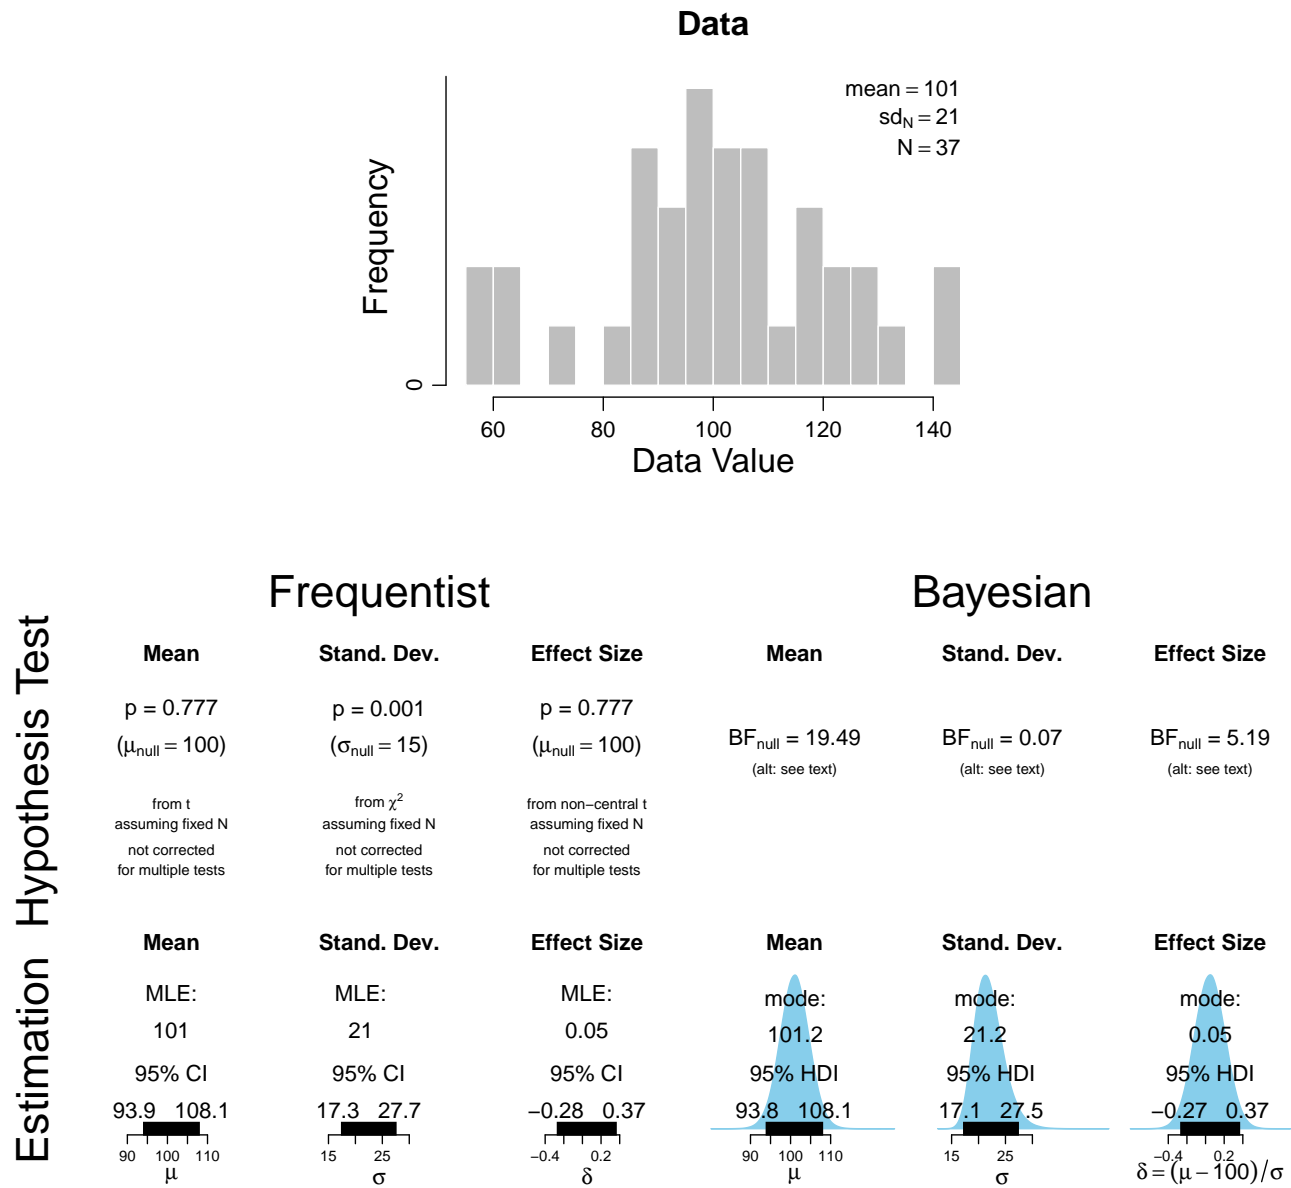 Data
mean = 101
sdN = 21
N = 37
Frequency
0
60 80 100 120 140
Data Value
Frequentist Bayesian
Hypothesis Test
Mean Stand. Dev. Effect Size Mean Stand. Dev. Effect Size
p = 0.777 p = 0.001 p = 0.777
(μnull = 100) (σnull = 15) (μnull = 100)
BFnull = 19.49 BFnull = 0.07 BFnull = 5.19
(alt: see text) (alt: see text) (alt: see text)
from t from χ² from non−central t
assuming fixed N assuming fixed N assuming fixed N
not corrected not corrected not corrected
for multiple tests for multiple tests for multiple tests
Estimation
Mean Stand. Dev. Effect Size Mean Stand. Dev. Effect Size
MLE: MLE: MLE: mode: mode: mode:
101 21 0.05 101.2 21.2 0.05
95% CI 95% CI 95% CI 95% HDI 95% HDI 95% HDI
93.9 108.1 17.3 27.7 −0.28 0.37 93.8 108.1 17.1 27.5 −0.27 0.37
90 100 110 15 25 −0.4 0.2 90 100 110 15 25 −0.4 0.2
μ σ δ μ σ δ = (μ − 100)/σ